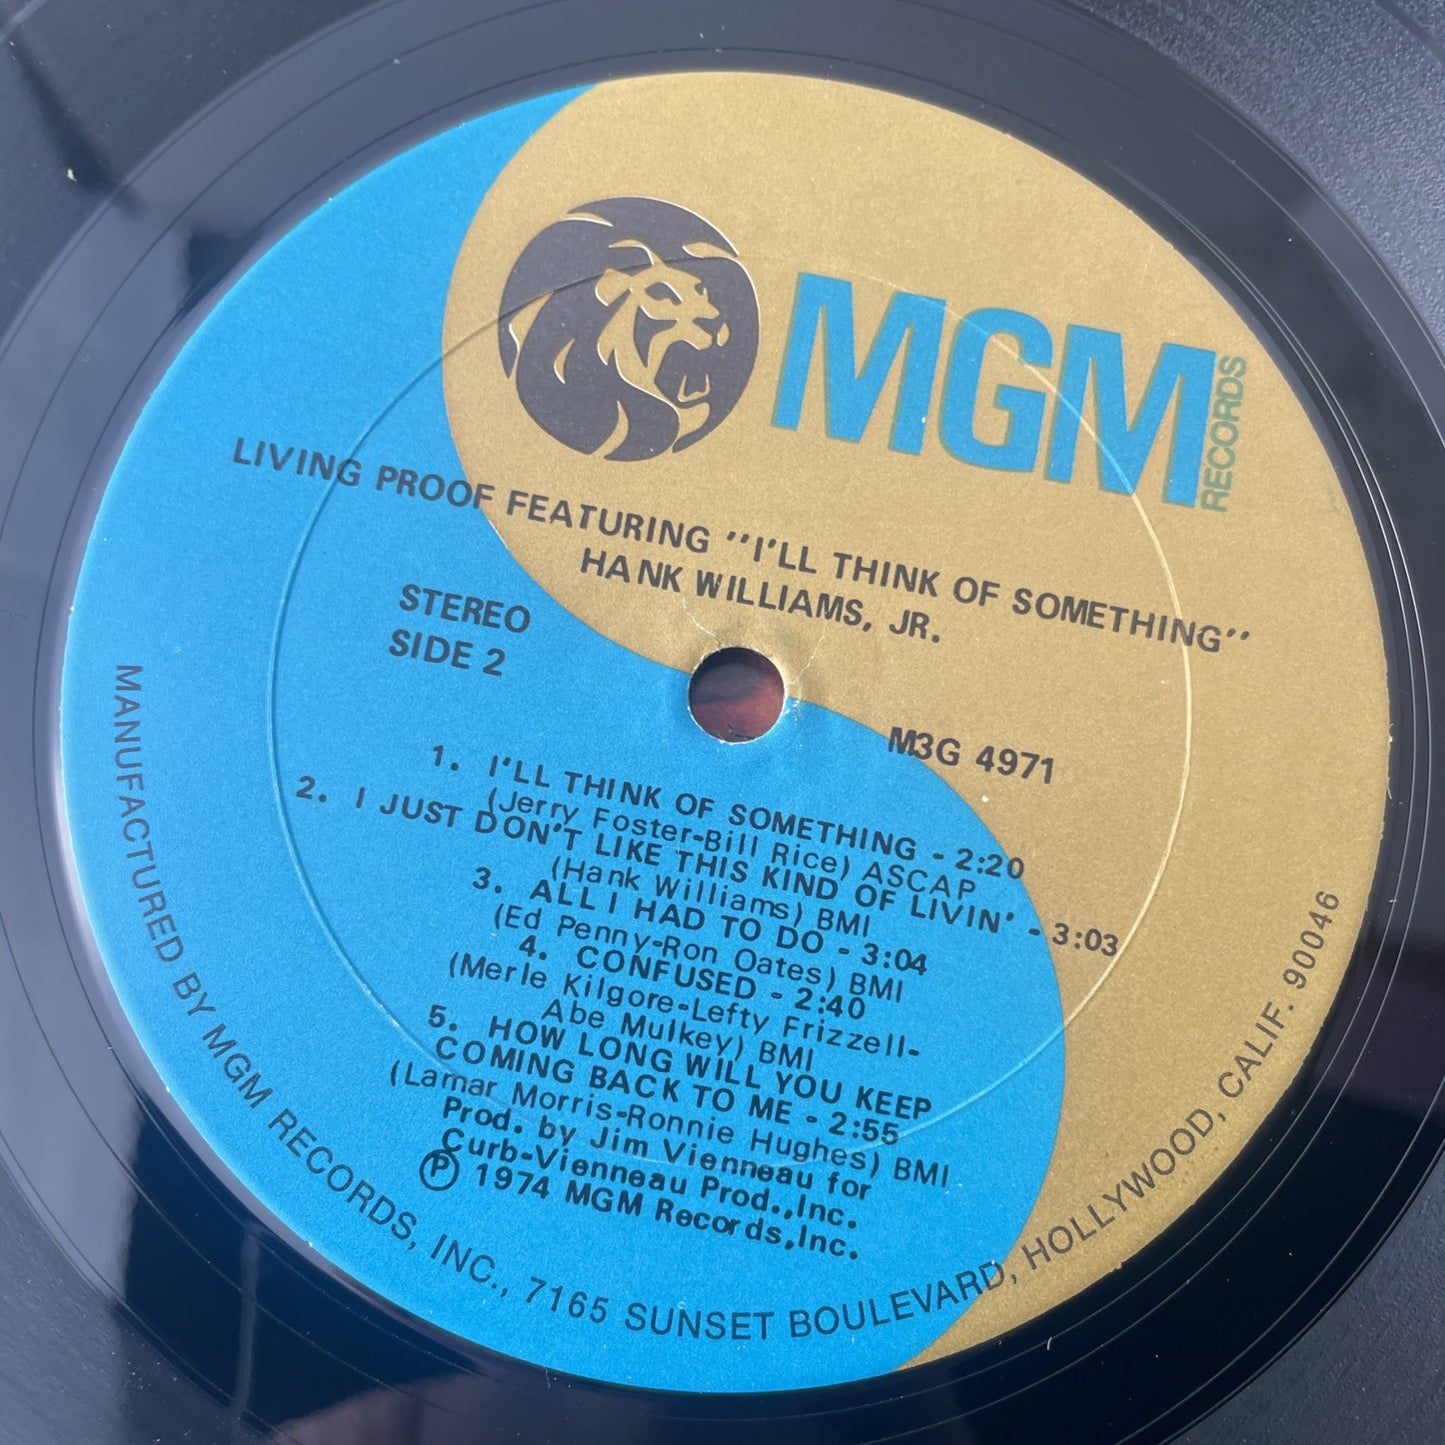 MGM
RECORDS
LIVING PROOF FEATURING "I'LL THINK OF SOMETHING"
HANK WILLIAMS, JR.
STEREO
SIDE 2
M3G 4971
1. I'LL THINK OF SOMETHING - 2:20
(Jerry Foster-Bill Rice) ASCAP
2. I JUST DON'T LIKE THIS KIND OF LIVIN' - 3:03
(Hank Williams) BMI
3. ALL I HAD TO DO - 3:04
(Ed Penny-Ron Oates) BMI
4. CONFUSED - 2:40
(Merle Kilgore-Lefty Frizzell-
Abe Mulkey) BMI
5. HOW LONG WILL YOU KEEP
COMING BACK TO ME - 2:55
(Lamar Morris-Ronnie Hughes) BMI
Prod. by Jim Vienneau for
Curb-Vienneau Prod.,Inc.
Ⓟ 1974 MGM Records,Inc.
MANUFACTURED BY MGM RECORDS, INC., 7165 SUNSET BOULEVARD, HOLLYWOOD, CALIF. 90046